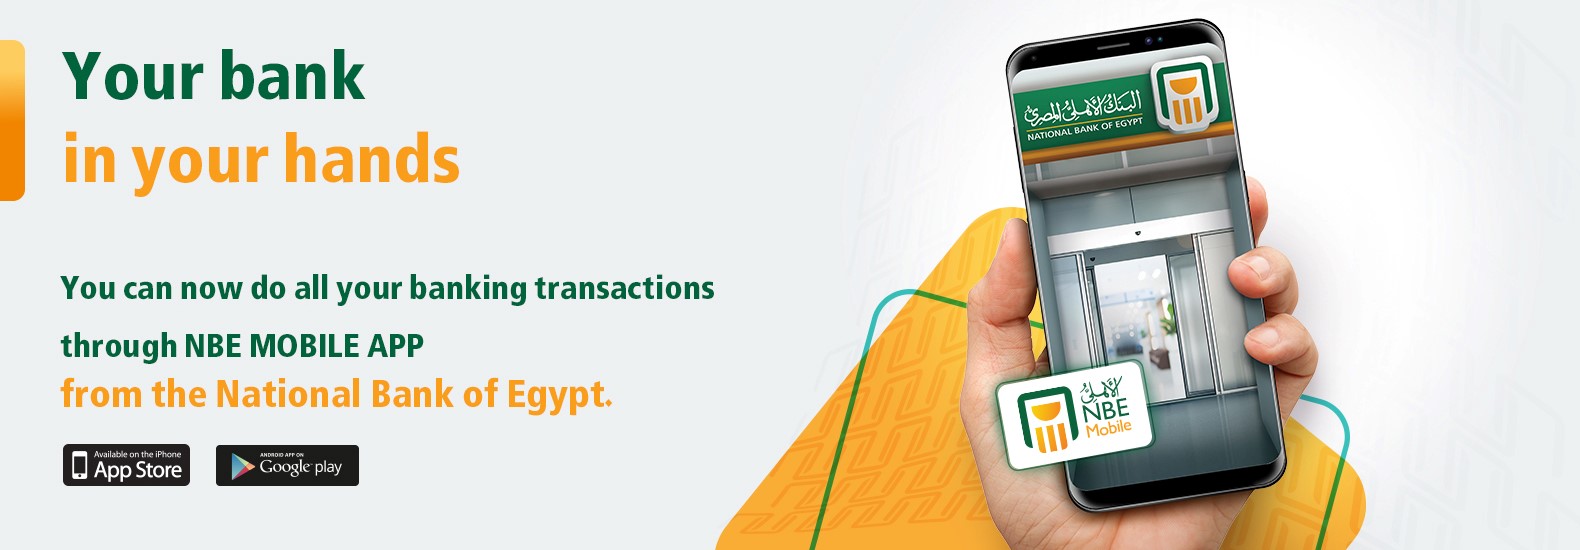 Your bank
in your hands
You can now do all your banking transactions
through NBE MOBILE APP
from the National Bank of Egypt.
Available on the iPhone
App Store
ANDROID APP ON
Google play
البنك الأهلي المصري
NATIONAL BANK OF EGYPT
الأهلي
NBE
Mobile